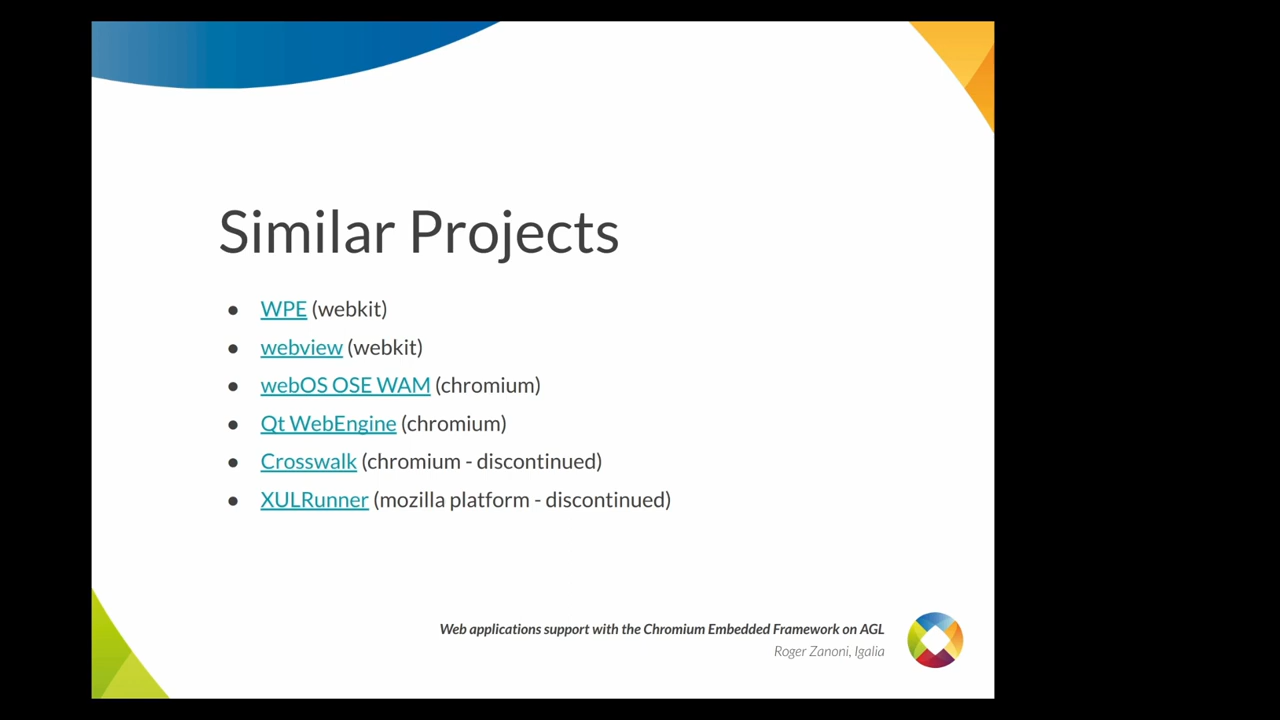 Similar Projects
● WPE (webkit)
● webview (webkit)
● webOS OSE WAM (chromium)
● Qt WebEngine (chromium)
● Crosswalk (chromium - discontinued)
● XULRunner (mozilla platform - discontinued)
Web applications support with the Chromium Embedded Framework on AGL
Roger Zanoni, Igalia